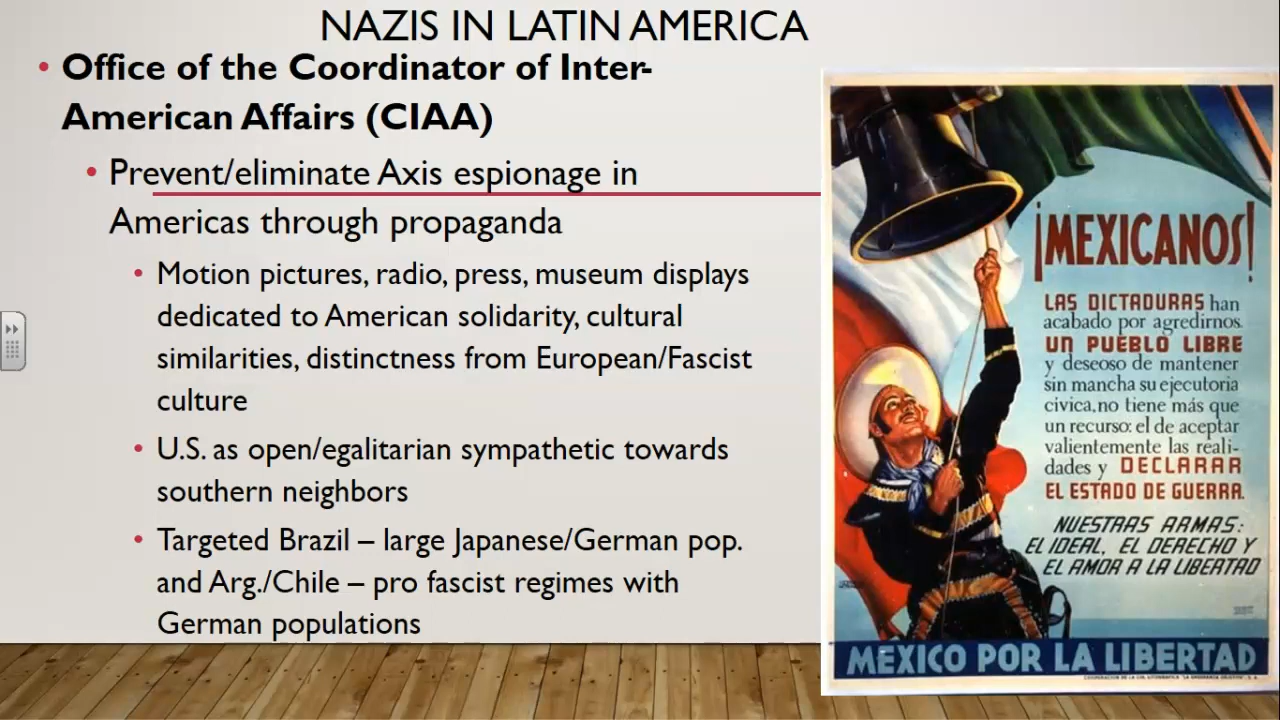 NAZIS IN LATIN AMERICA
• Office of the Coordinator of Inter-
American Affairs (CIAA)
• Prevent/eliminate Axis espionage in
Americas through propaganda
• Motion pictures, radio, press, museum displays
dedicated to American solidarity, cultural
similarities, distinctness from European/Fascist
culture
• U.S. as open/egalitarian sympathetic towards
southern neighbors
• Targeted Brazil – large Japanese/German pop.
and Arg./Chile – pro fascist regimes with
German populations
¡MEXICANOS!
LAS DICTADURAS han
acabado por agredirnos.
UN PUEBLO LIBRE
y deseoso de mantener
sin mancha su ejecutoria
cívica, no tiene más que
un recurso: el de aceptar
valientemente las reali-
dades y DECLARAR
EL ESTADO DE GUERRA.
NUESTRAS ARMAS:
EL IDEAL, EL DERECHO Y
EL AMOR A LA LIBERTAD
MEXICO POR LA LIBERTAD